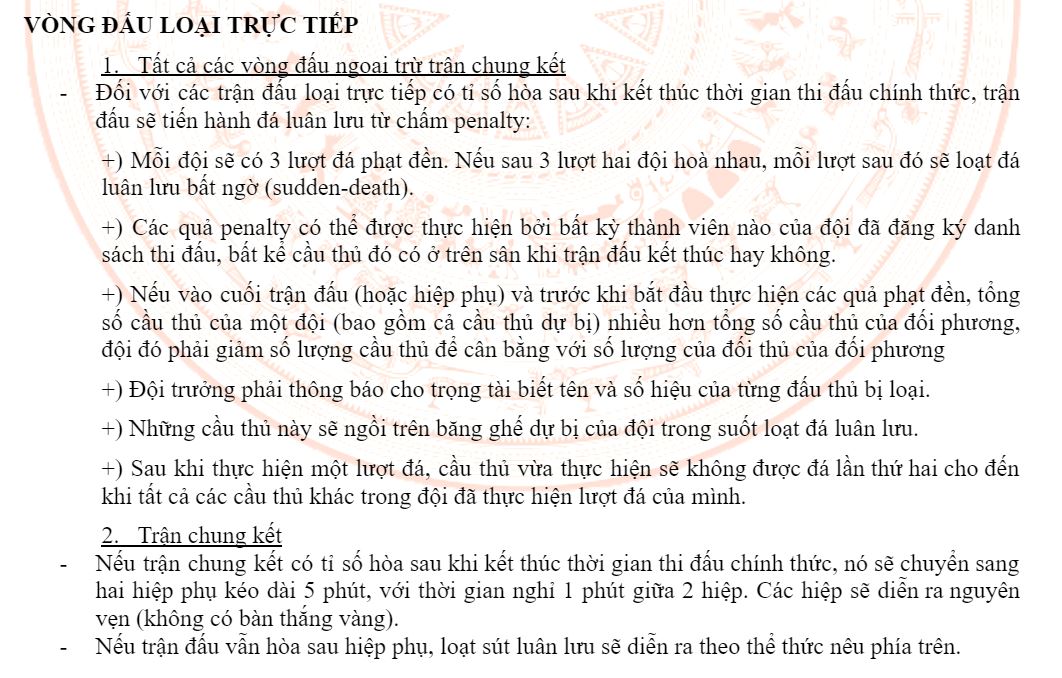 VÒNG ĐẤU LOẠI TRỰC TIẾP
1. Tất cả các vòng đấu ngoại trừ trận chung kết
- Đối với các trận đấu loại trực tiếp có tỉ số hòa sau khi kết thúc thời gian thi đấu chính thức, trận
đấu sẽ tiến hành đá luân lưu từ chấm penalty:
+) Mỗi đội sẽ có 3 lượt đá phạt đền. Nếu sau 3 lượt hai đội hoà nhau, mỗi lượt sau đó sẽ loạt đá
luân lưu bất ngờ (sudden-death).
+) Các quả penalty có thể được thực hiện bởi bất kỳ thành viên nào của đội đã đăng ký danh
sách thi đấu, bất kể cầu thủ đó có ở trên sân khi trận đấu kết thúc hay không.
+) Nếu vào cuối trận đấu (hoặc hiệp phụ) và trước khi bắt đầu thực hiện các quả phạt đền, tổng
số cầu thủ của một đội (bao gồm cả cầu thủ dự bị) nhiều hơn tổng số cầu thủ của đối phương,
đội đó phải giảm số lượng cầu thủ để cân bằng với số lượng của đối thủ của đối phương
+) Đội trưởng phải thông báo cho trọng tài biết tên và số hiệu của từng đấu thủ bị loại.
+) Những cầu thủ này sẽ ngồi trên băng ghế dự bị của đội trong suốt loạt đá luân lưu.
+) Sau khi thực hiện một lượt đá, cầu thủ vừa thực hiện sẽ không được đá lần thứ hai cho đến
khi tất cả các cầu thủ khác trong đội đã thực hiện lượt đá của mình.
2. Trận chung kết
- Nếu trận chung kết có tỉ số hòa sau khi kết thúc thời gian thi đấu chính thức, nó sẽ chuyển sang
hai hiệp phụ kéo dài 5 phút, với thời gian nghỉ 1 phút giữa 2 hiệp. Các hiệp sẽ diễn ra nguyên
vẹn (không có bàn thắng vàng).
- Nếu trận đấu vẫn hòa sau hiệp phụ, loạt sút luân lưu sẽ diễn ra theo thể thức nêu phía trên.